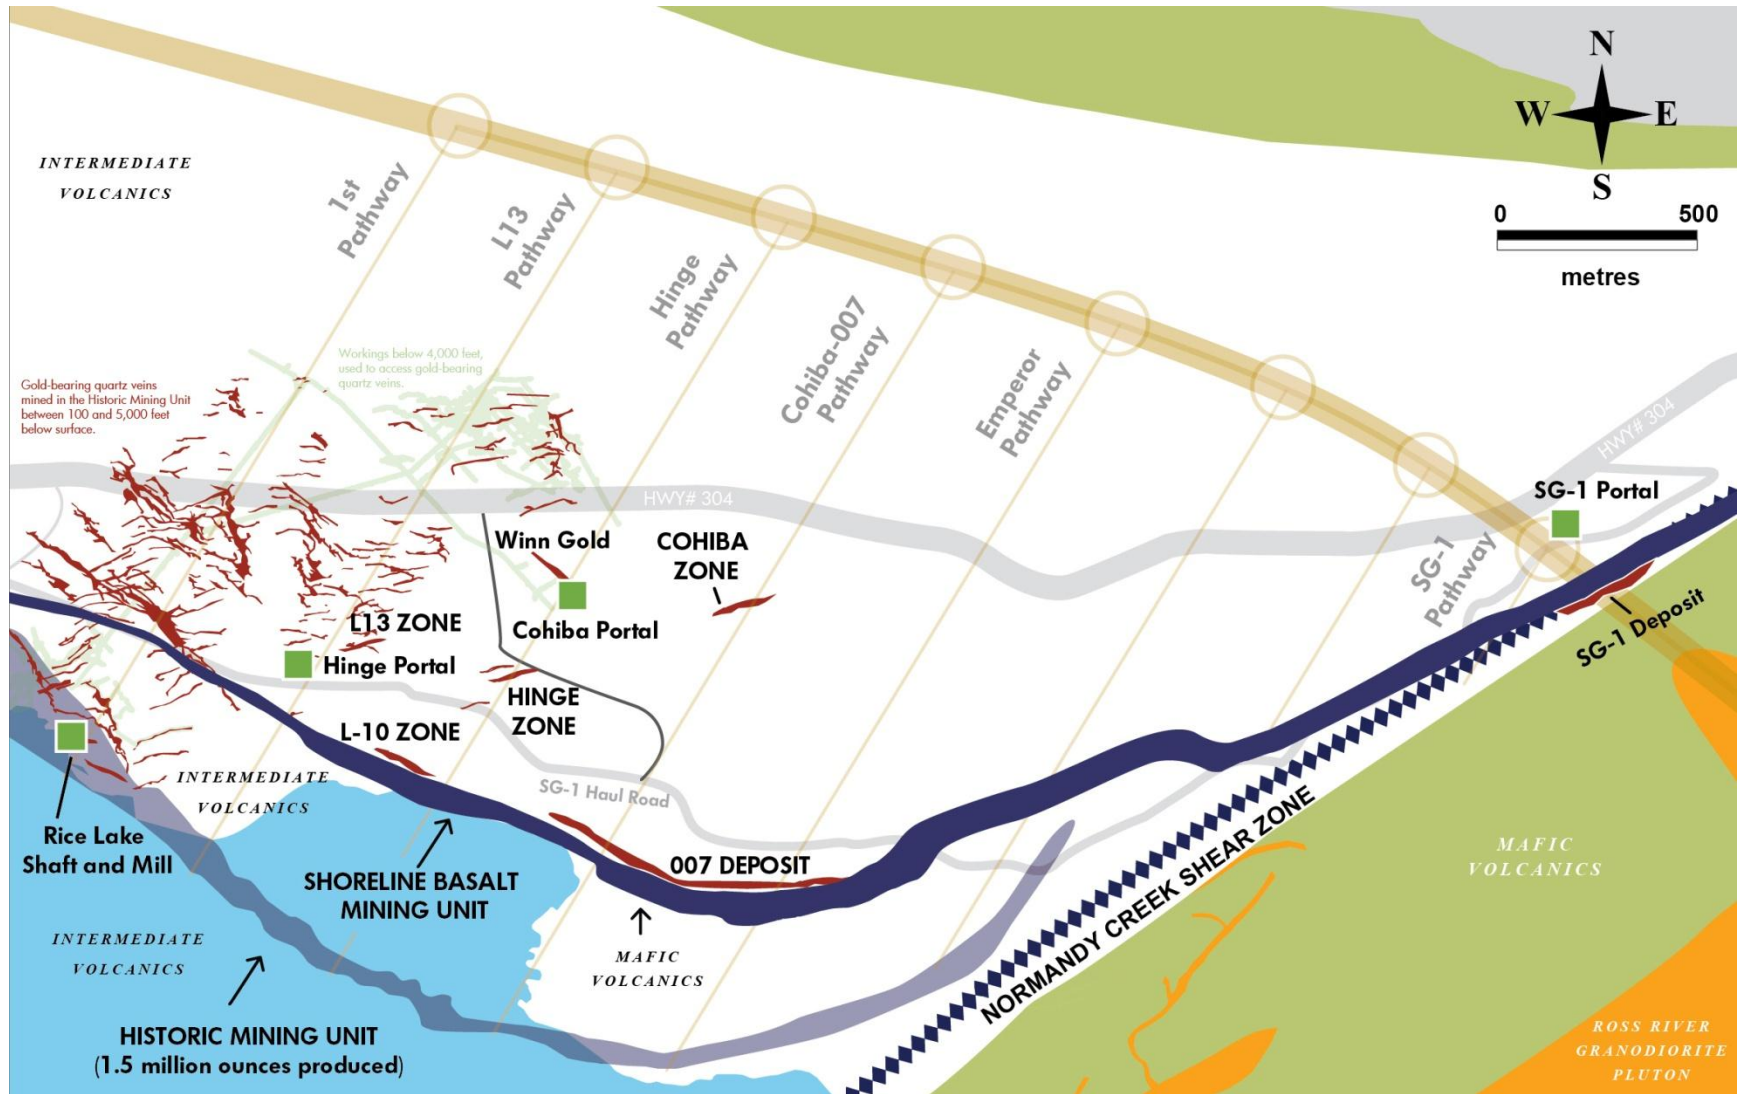 N
W
E
S
0
500
metres
INTERMEDIATE
VOLCANICS
1st
Pathway
L13
Pathway
Hinge
Pathway
Cohiba-007
Pathway
Emperor
Pathway
SG-1
Pathway
Workings below 4,000 feet,
used to access gold-bearing
quartz veins.
Gold-bearing quartz veins
mined in the Historic Mining Unit
between 100 and 5,000 feet
below surface.
HWY# 304
HWY# 304
SG-1 Portal
Winn Gold
COHIBA
ZONE
Cohiba Portal
L13 ZONE
Hinge Portal
HINGE
ZONE
L-10 ZONE
SG-1 Deposit
SG-1 Haul Road
INTERMEDIATE
VOLCANICS
Rice Lake
Shaft and Mill
SHORELINE BASALT
MINING UNIT
007 DEPOSIT
MAFIC
VOLCANICS
NORMANDY CREEK SHEAR ZONE
MAFIC
VOLCANICS
INTERMEDIATE
VOLCANICS
HISTORIC MINING UNIT
(1.5 million ounces produced)
ROSS RIVER
GRANODIORITE
PLUTON